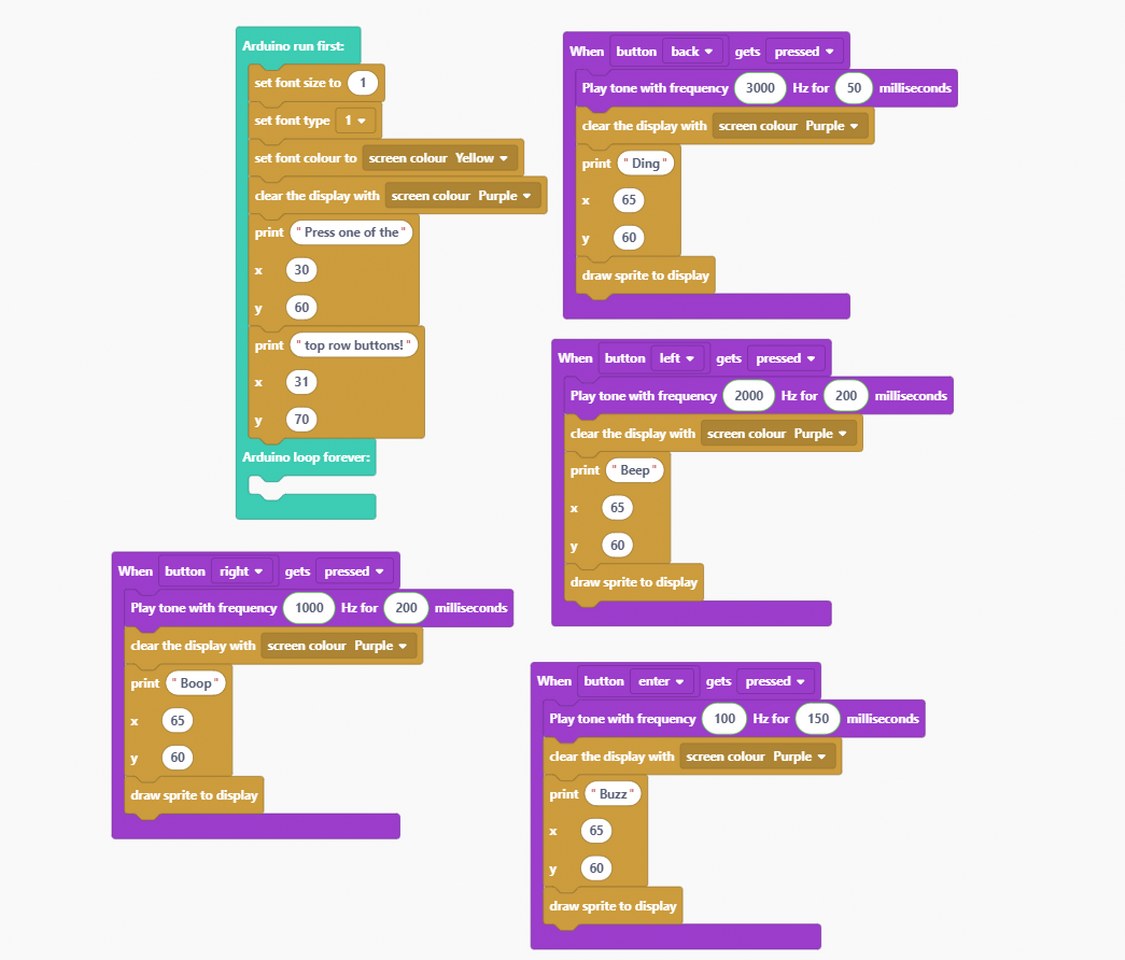 Arduino run first:
set font size to 1
set font type 1
set font colour to screen colour Yellow
clear the display with screen colour Purple
print " Press one of the "
x 30
y 60
print " top row buttons! "
x 31
y 70
Arduino loop forever:
When button back gets pressed
Play tone with frequency 3000 Hz for 50 milliseconds
clear the display with screen colour Purple
print " Ding "
x 65
y 60
draw sprite to display
When button left gets pressed
Play tone with frequency 2000 Hz for 200 milliseconds
clear the display with screen colour Purple
print " Beep "
x 65
y 60
draw sprite to display
When button right gets pressed
Play tone with frequency 1000 Hz for 200 milliseconds
clear the display with screen colour Purple
print " Boop "
x 65
y 60
draw sprite to display
When button enter gets pressed
Play tone with frequency 100 Hz for 150 milliseconds
clear the display with screen colour Purple
print " Buzz "
x 65
y 60
draw sprite to display